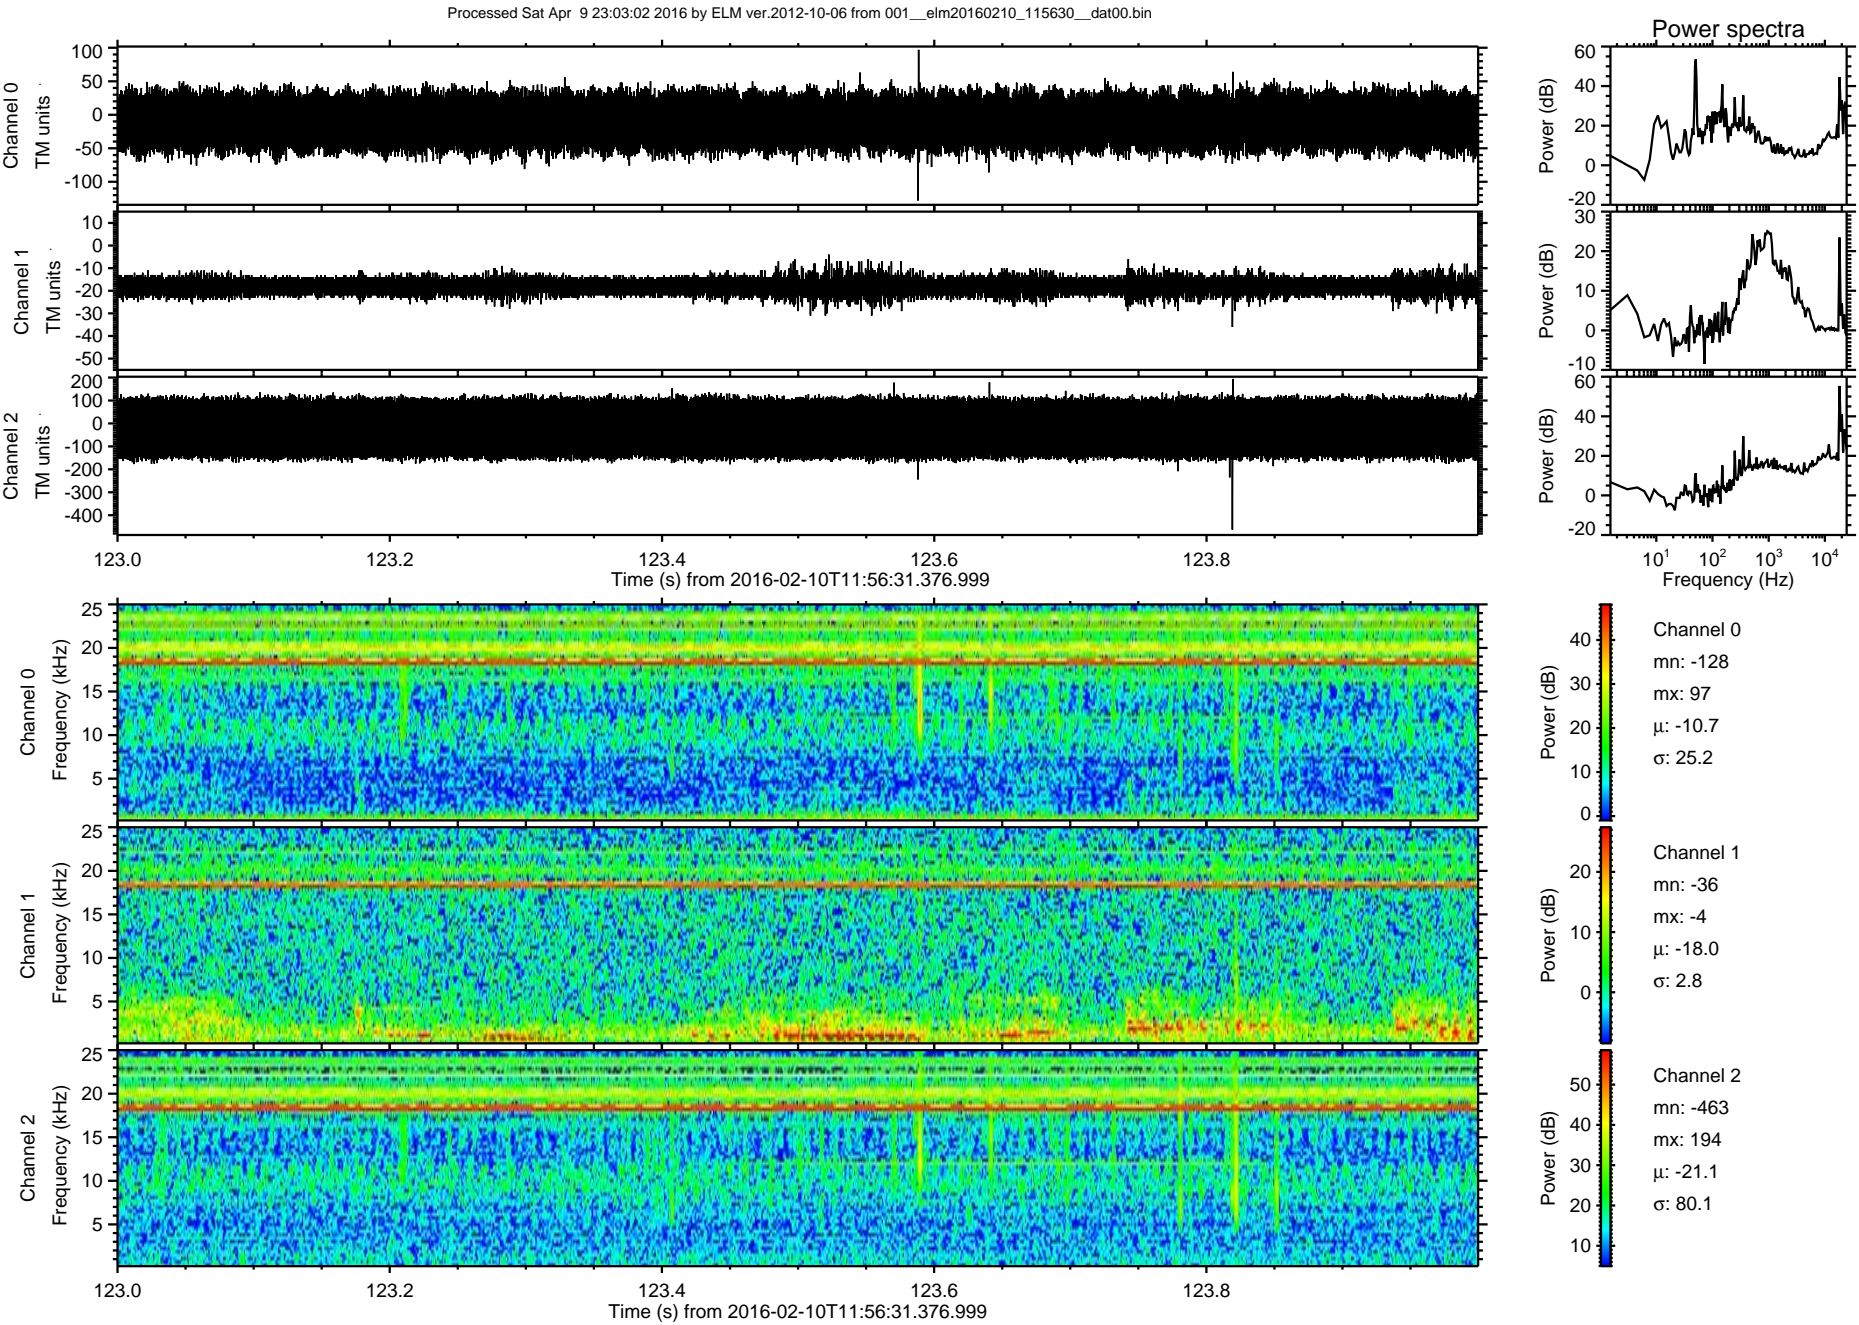 Processed Sat Apr  9 23:03:02 2016 by ELM ver.2012-10-06 from 001__elm20160210_115630__dat00.bin
Power spectra
Channel 0
TM units
100
50
0
-50
-100
Power (dB)
60
40
20
0
-20
Channel 1
TM units
10
0
-10
-20
-30
-40
-50
Power (dB)
30
20
10
0
-10
Channel 2
TM units
200
100
0
-100
-200
-300
-400
Power (dB)
60
40
20
0
-20
123.0 123.2 123.4 123.6 123.8
Time (s) from 2016-02-10T11:56:31.376.999
10^1 10^2 10^3 10^4
Frequency (Hz)
Channel 0
Frequency (kHz)
25
20
15
10
5
Power (dB)
40
30
20
10
0
Channel 0
mn: -128
mx: 97
μ: -10.7
σ: 25.2
Channel 1
Frequency (kHz)
25
20
15
10
5
Power (dB)
20
10
0
Channel 1
mn: -36
mx: -4
μ: -18.0
σ: 2.8
Channel 2
Frequency (kHz)
25
20
15
10
5
Power (dB)
50
40
30
20
10
Channel 2
mn: -463
mx: 194
μ: -21.1
σ: 80.1
123.0 123.2 123.4 123.6 123.8
Time (s) from 2016-02-10T11:56:31.376.999